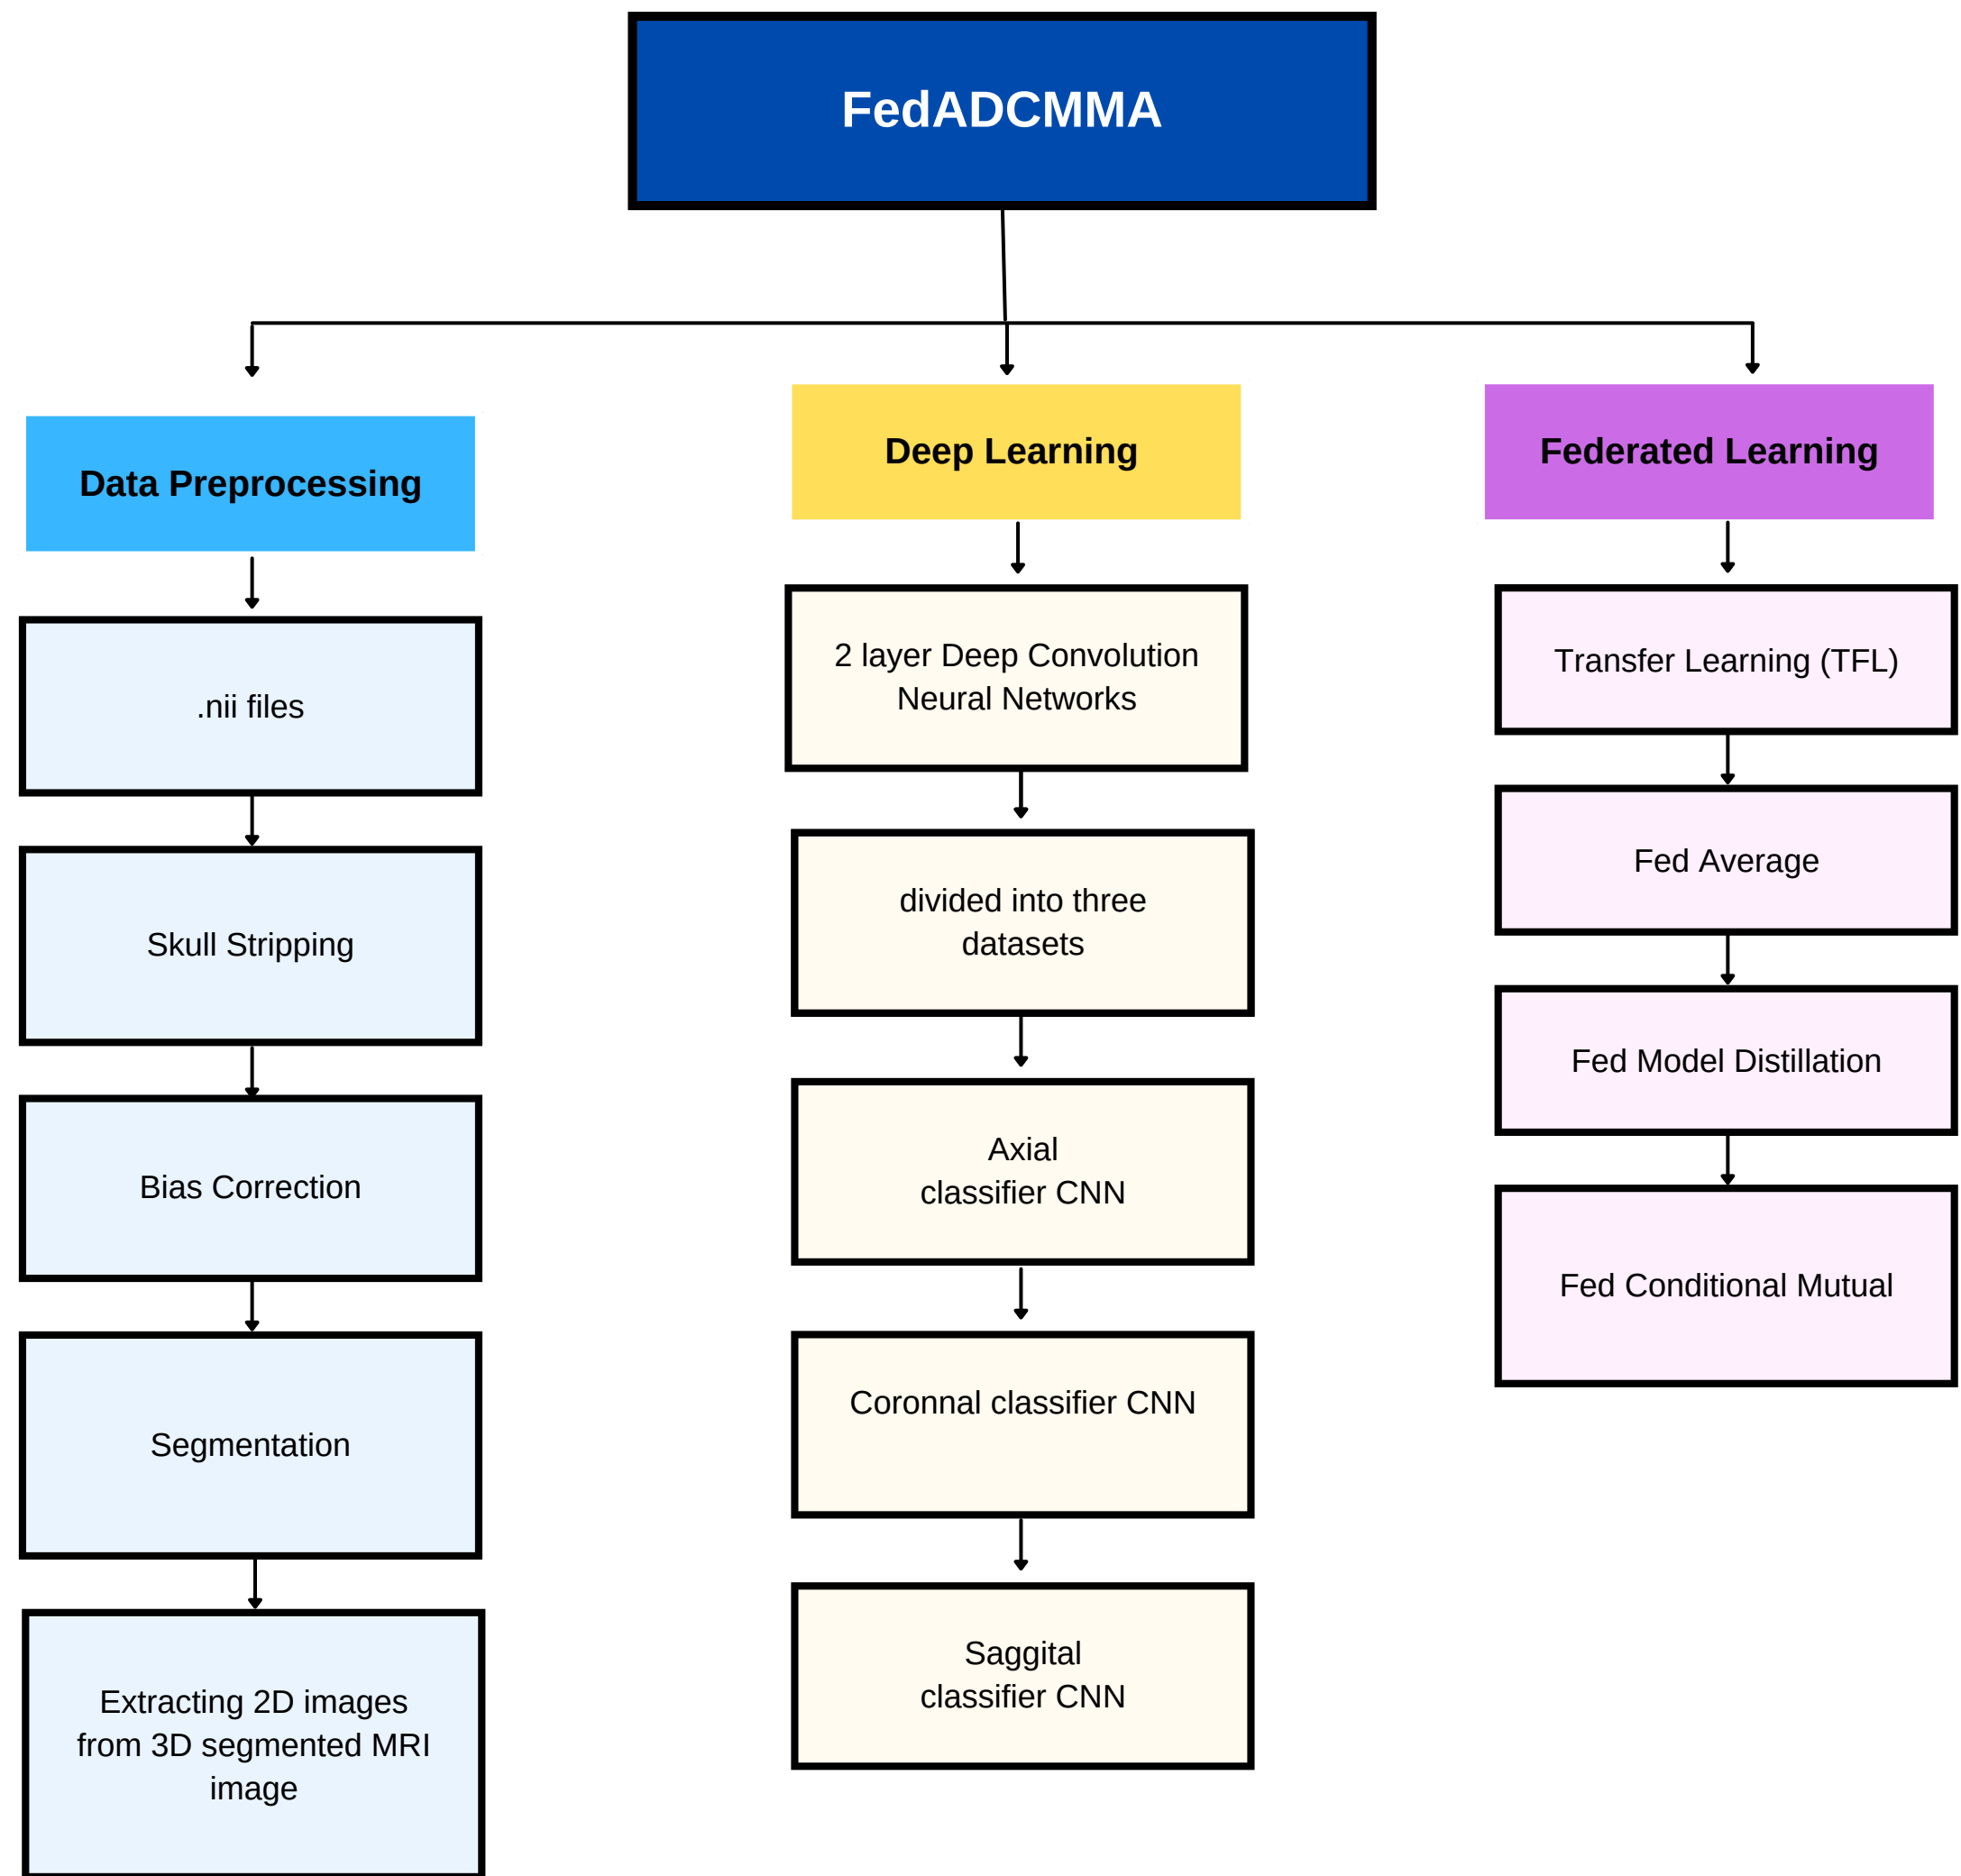 FedADCMMA
Data Preprocessing
.nii files
Skull Stripping
Bias Correction
Segmentation
Extracting 2D images
from 3D segmented MRI
image
Deep Learning
2 layer Deep Convolution
Neural Networks
divided into three
datasets
Axial
classifier CNN
Coronnal classifier CNN
Saggital
classifier CNN
Federated Learning
Transfer Learning (TFL)
Fed Average
Fed Model Distillation
Fed Conditional Mutual